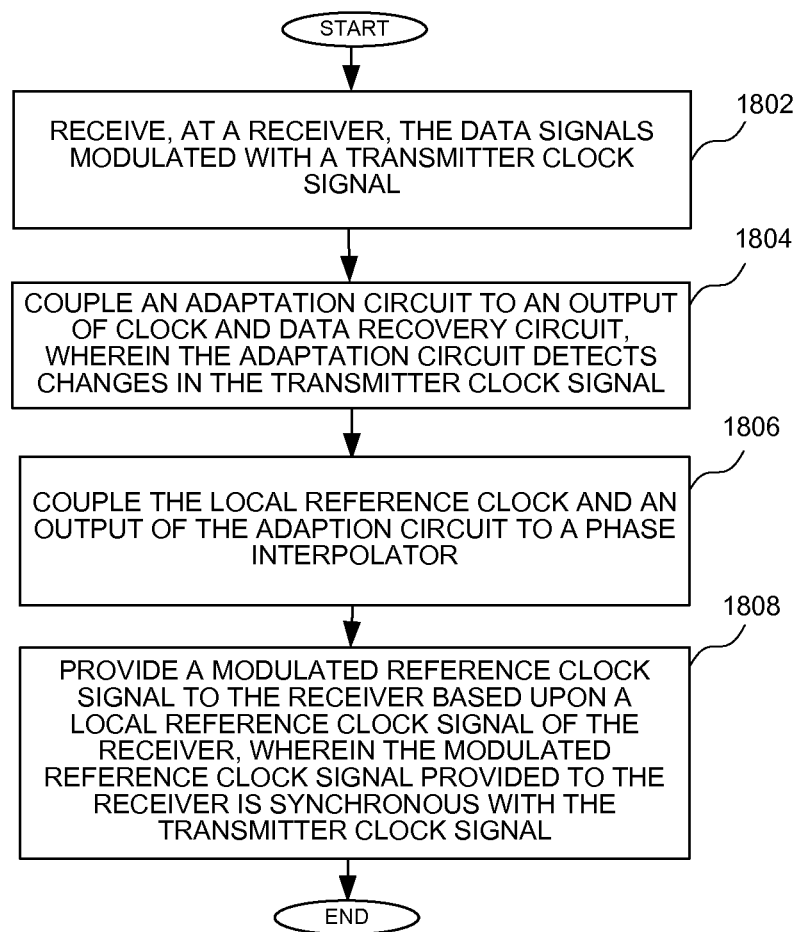 START
1802
RECEIVE, AT A RECEIVER, THE DATA SIGNALS
MODULATED WITH A TRANSMITTER CLOCK
SIGNAL
1804
COUPLE AN ADAPTATION CIRCUIT TO AN OUTPUT
OF CLOCK AND DATA RECOVERY CIRCUIT,
WHEREIN THE ADAPTATION CIRCUIT DETECTS
CHANGES IN THE TRANSMITTER CLOCK SIGNAL
1806
COUPLE THE LOCAL REFERENCE CLOCK AND AN
OUTPUT OF THE ADAPTION CIRCUIT TO A PHASE
INTERPOLATOR
1808
PROVIDE A MODULATED REFERENCE CLOCK
SIGNAL TO THE RECEIVER BASED UPON A
LOCAL REFERENCE CLOCK SIGNAL OF THE
RECEIVER, WHEREIN THE MODULATED
REFERENCE CLOCK SIGNAL PROVIDED TO THE
RECEIVER IS SYNCHRONOUS WITH THE
TRANSMITTER CLOCK SIGNAL
END